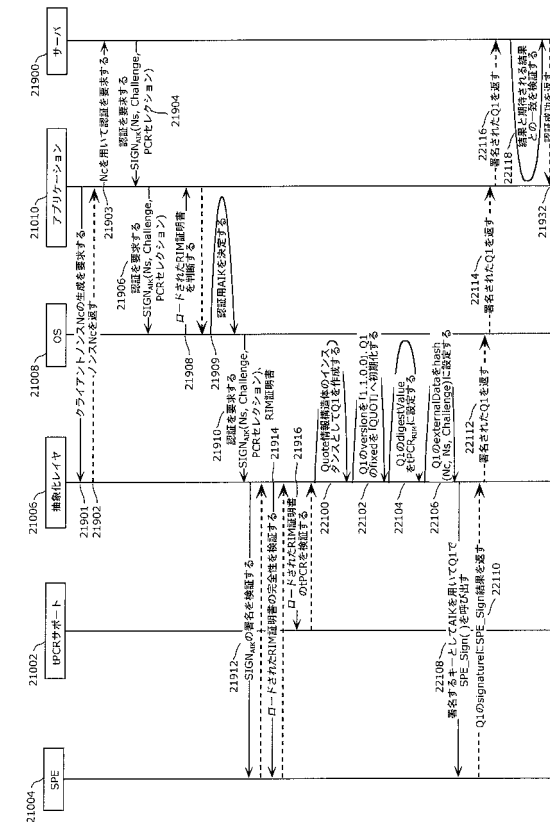 サーバ
21900
アプリケーション
21010
OS
21008
抽象化レイヤ
21006
tPCRサポート
21002
SPE
21004
クライアントノンスNcの生成を要求する
21901
ノンスNcを返す
21902
Ncを用いて認証を要求する
21903
認証を要求する
SIGNAIK(Ns, Challenge,
PCRセレクション)
21904
認証を要求する
SIGNAIK(Ns, Challenge,
PCRセレクション)
21906
ロードされたRIM証明書
を判断する
21908
認証用AIKを決定する
21909
認証を要求する
SIGNAIK(Ns, Challenge,
PCRセレクション)、
RIM証明書
21910
SIGNAIKの署名を検証する
21912
ロードされたRIM証明書の完全性を検証する
21914
ロードされたRIM証明書
のtPCRを検証する
21916
Quote情報構造体のインス
タンスとしてQ1を作成する)
22100
Q1のversionを「1,1,0,0」、Q1
のfixedを「QUOT」へ初期化する
22102
Q1のdigestValue
をtPCRに設定する
22104
Q1のexternalDataをhash
(Nc, Ns, Challenge)に設定する
22106
署名するキーとしてAIKを用いてQ1で
SPE_Sign( )を呼び出す
22108
Q1のsignatureにSPE_Sign結果を返す
22110
署名されたQ1を返す
22112
署名されたQ1を返す
22114
署名されたQ1を返す
22116
結果と期待される結果
との一致を検証する
22118
認証成功を返す
21932